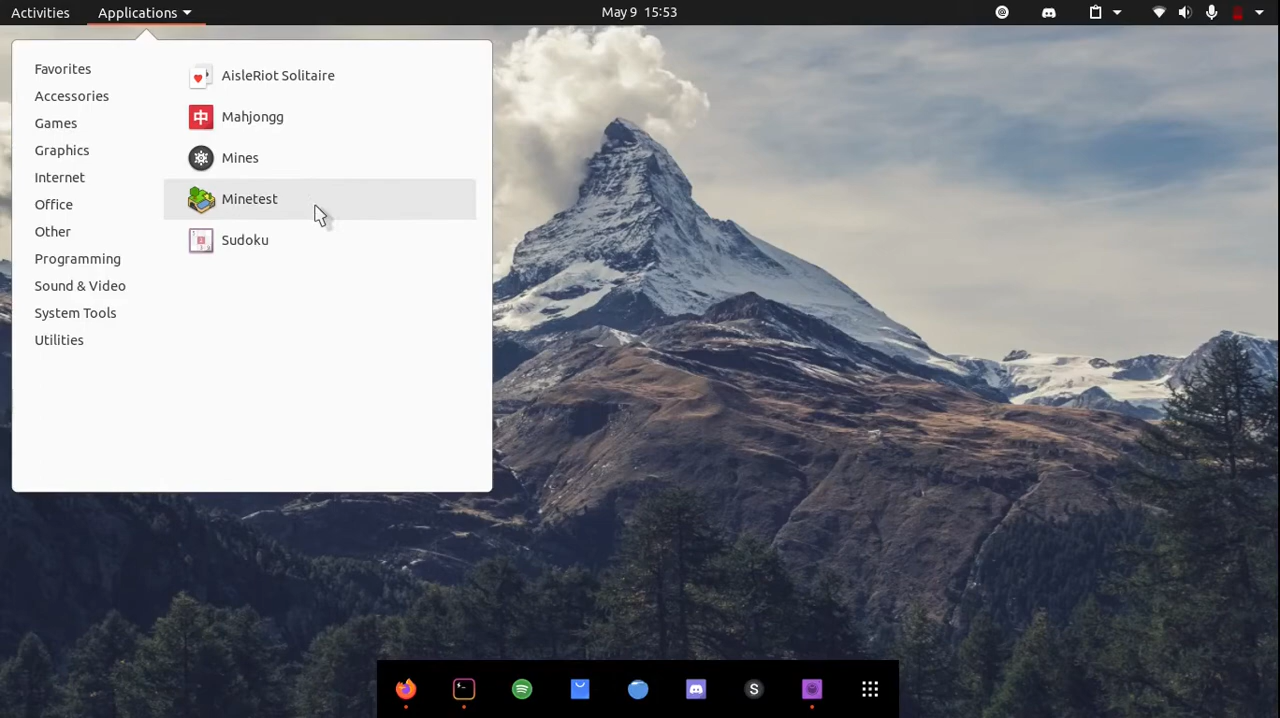 Activities
Applications
May 9 15:53
Favorites
Accessories
Games
Graphics
Internet
Office
Other
Programming
Sound & Video
System Tools
Utilities
AisleRiot Solitaire
Mahjongg
Mines
Minetest
Sudoku